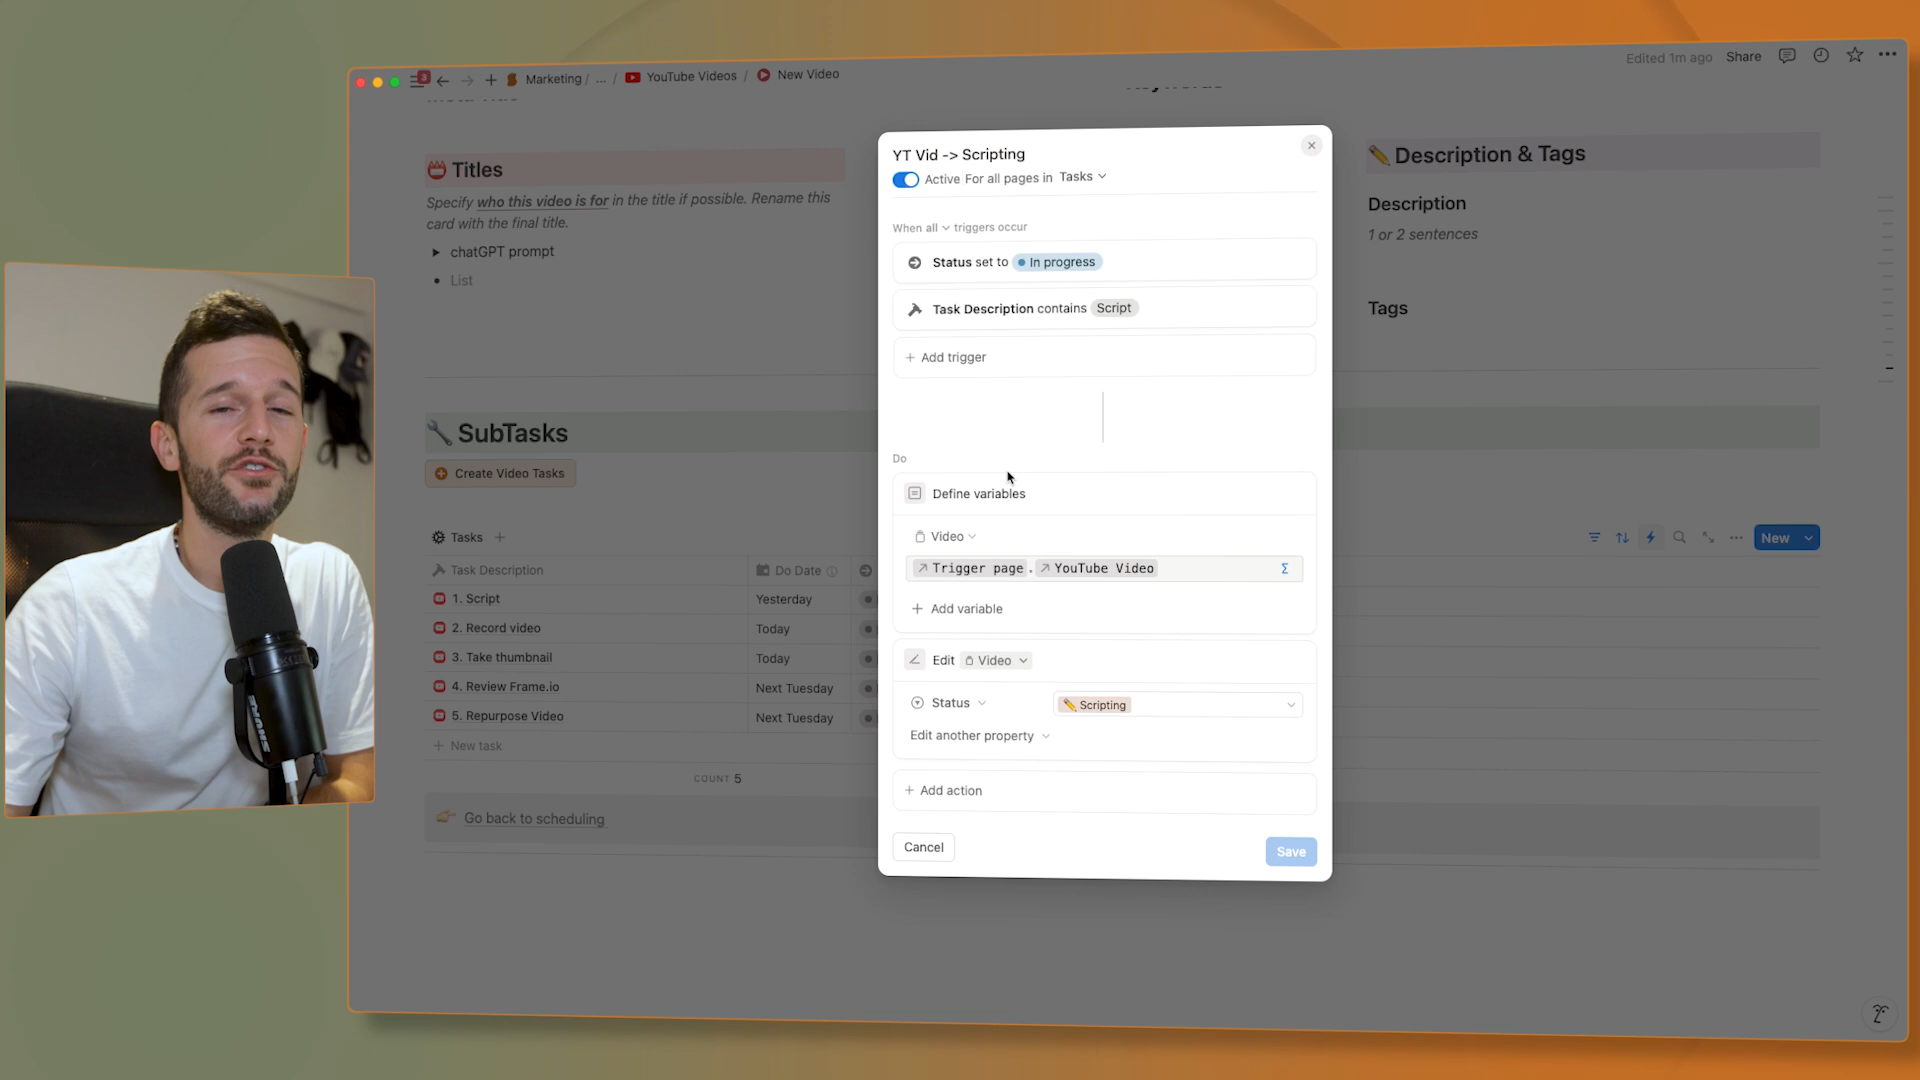 3
Marketing / ... / YouTube Videos / New Video
Edited 1m ago
Share
Titles
Specify who this video is for in the title if possible. Rename this
card with the final title.
chatGPT prompt
List
Description & Tags
Description
1 or 2 sentences
Tags
SubTasks
Create Video Tasks
Tasks
New
Task Description
Do Date
1. Script
Yesterday
2. Record video
Today
3. Take thumbnail
Today
4. Review Frame.io
Next Tuesday
5. Repurpose Video
Next Tuesday
New task
COUNT 5
Go back to scheduling
YT Vid -> Scripting
Active For all pages in Tasks
When all triggers occur
Status set to In progress
Task Description contains Script
Add trigger
Do
Define variables
Video
Trigger page . YouTube Video
Σ
Add variable
Edit Video
Status
Scripting
Edit another property
Add action
Cancel
Save
SHURE